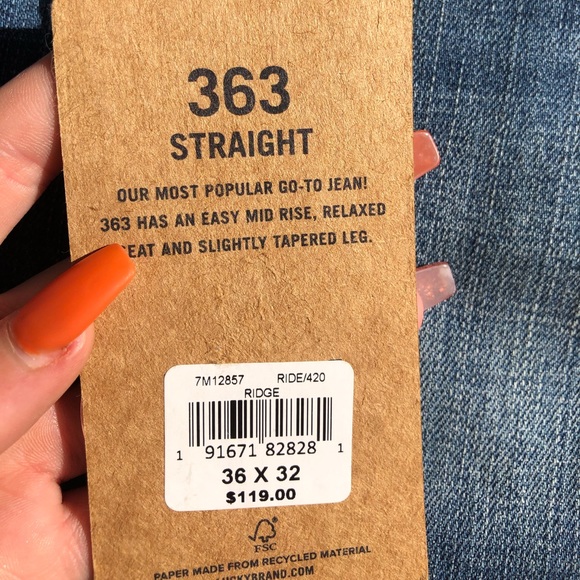 363
STRAIGHT
OUR MOST POPULAR GO-TO JEAN!
363 HAS AN EASY MID RISE, RELAXED
EAT AND SLIGHTLY TAPERED LEG.
7M12857 RIDE/420
RIDGE
1 91671 82828 1
36 X 32
$119.00
FSC
PAPER MADE FROM RECYCLED MATERIAL
UCKYBRAND.COM